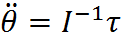 θ̈ = I⁻¹τ